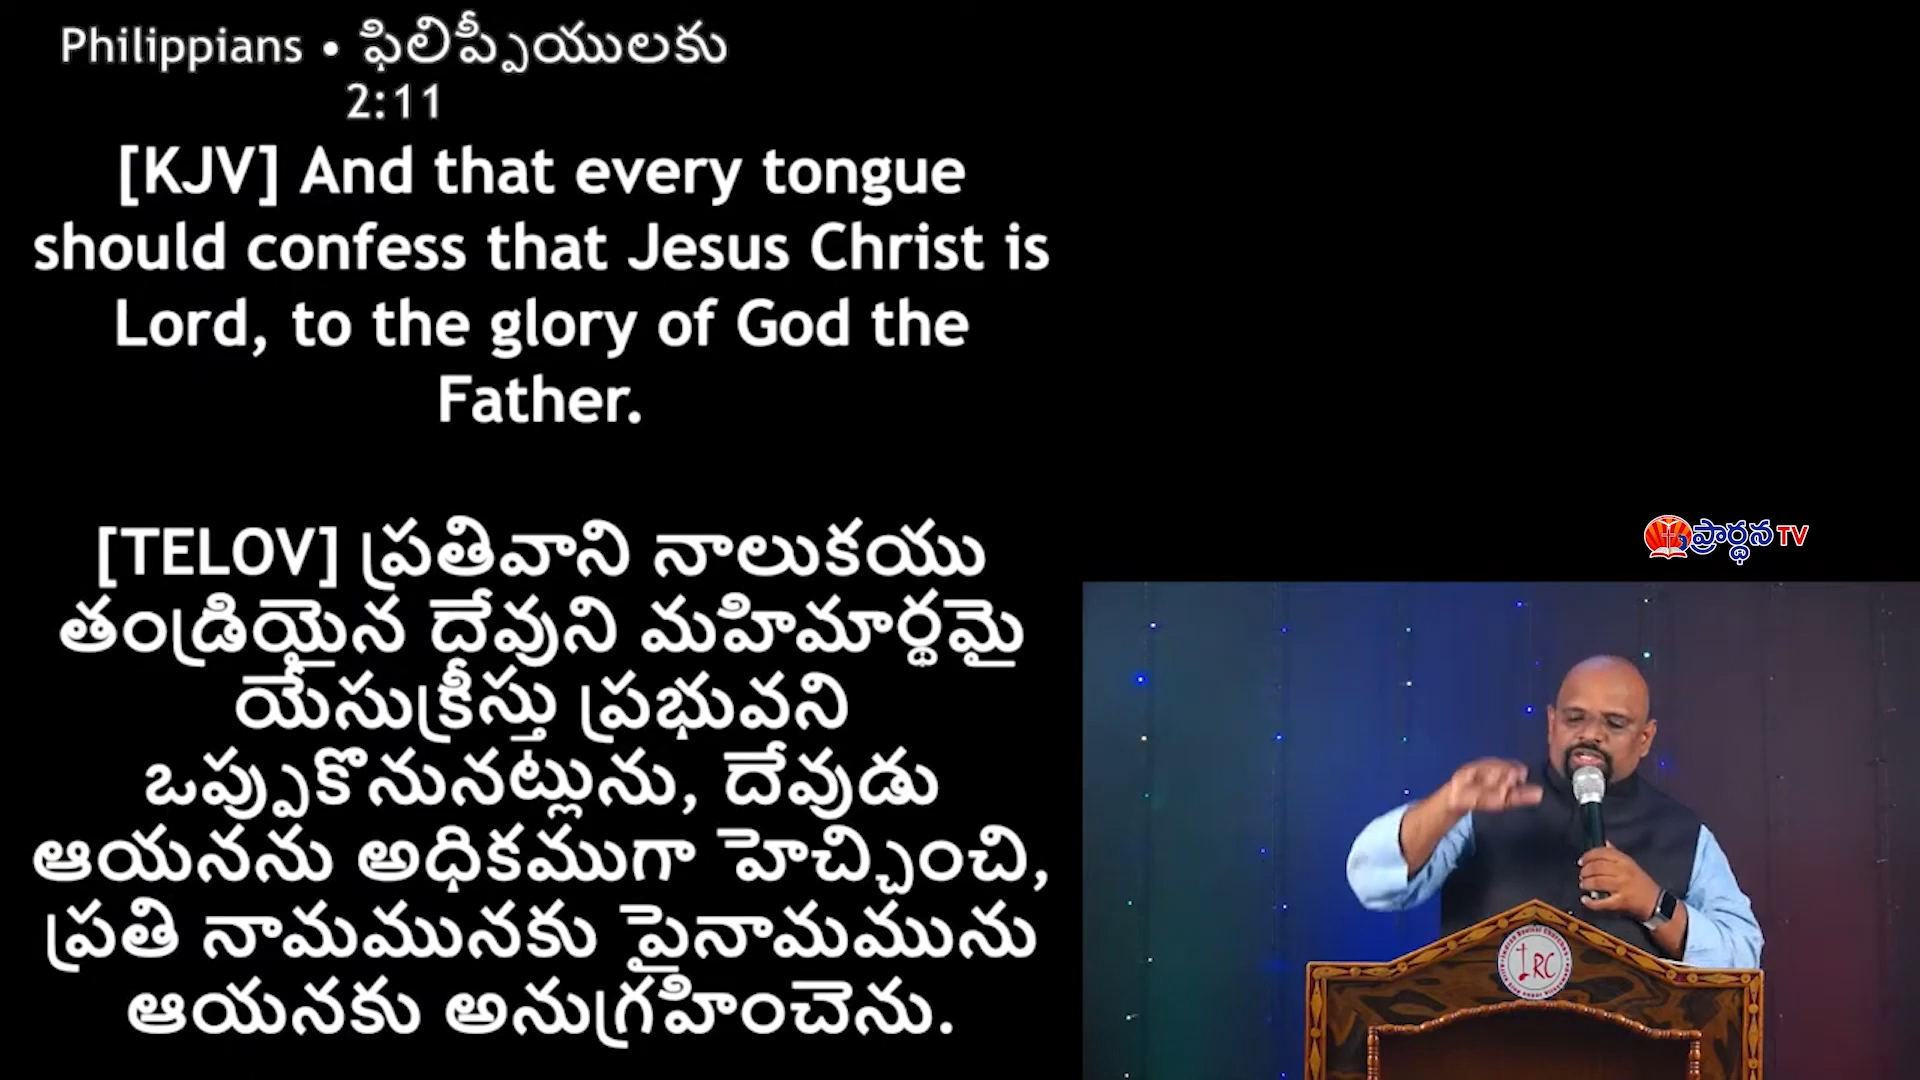 Philippians • ఫిలిప్పీయులకు
2:11
[KJV] And that every tongue
should confess that Jesus Christ is
Lord, to the glory of God the
Father.
[TELOV] ప్రతివాని నాలుకయు
తండ్రియైన దేవుని మహిమార్థమై
యేసుక్రీస్తు ప్రభువని
ఒప్పుకొనునట్లును, దేవుడు
ఆయనను అధికముగా హెచ్చించి,
ప్రతి నామమునకు పైనామమును
ఆయనకు అనుగ్రహించెను.
ప్రార్థన TV
IRC